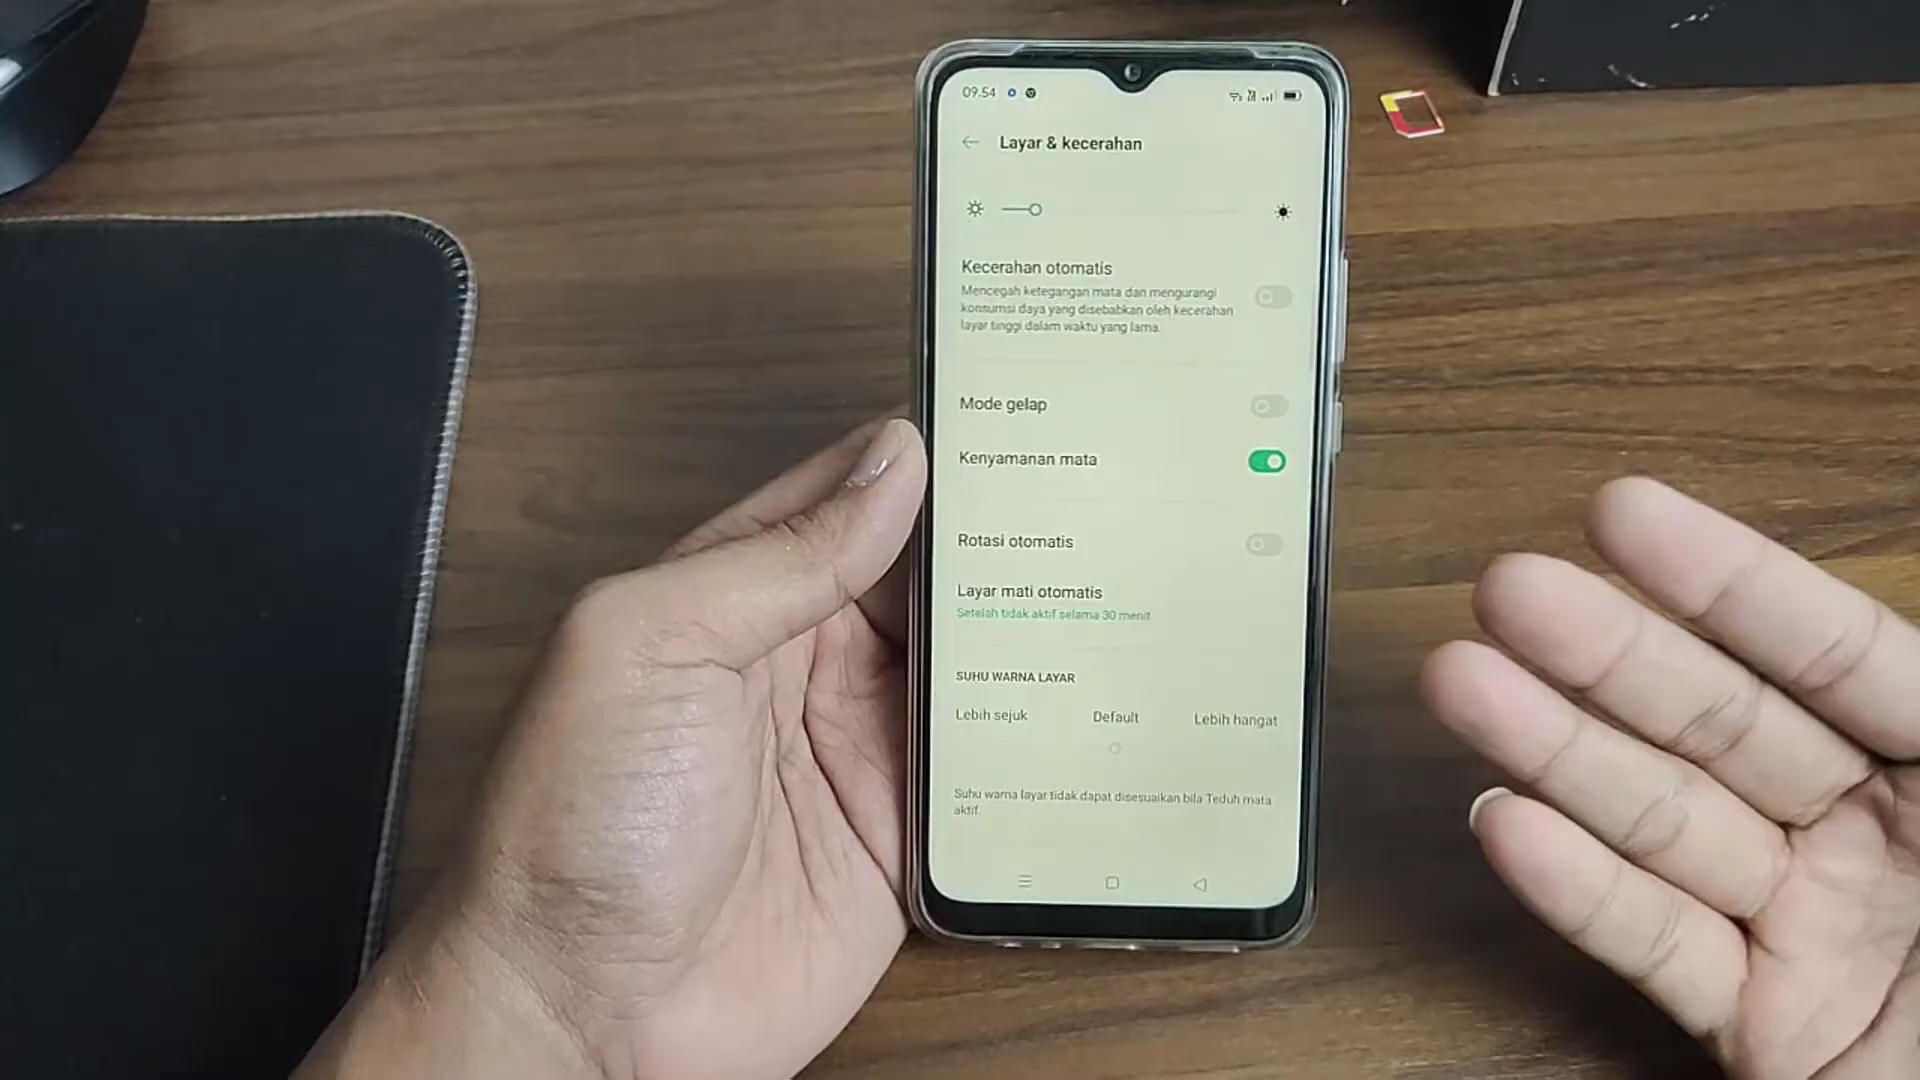 09.54
Layar & kecerahan
Kecerahan otomatis
Mencegah ketegangan mata dan mengurangi
konsumsi daya yang disebabkan oleh kecerahan
layar tinggi dalam waktu yang lama.
Mode gelap
Kenyamanan mata
Rotasi otomatis
Layar mati otomatis
Setelah tidak aktif selama 30 menit
SUHU WARNA LAYAR
Lebih sejuk Default Lebih hangat
Suhu warna layar tidak dapat disesuaikan bila Teduh mata
aktif.